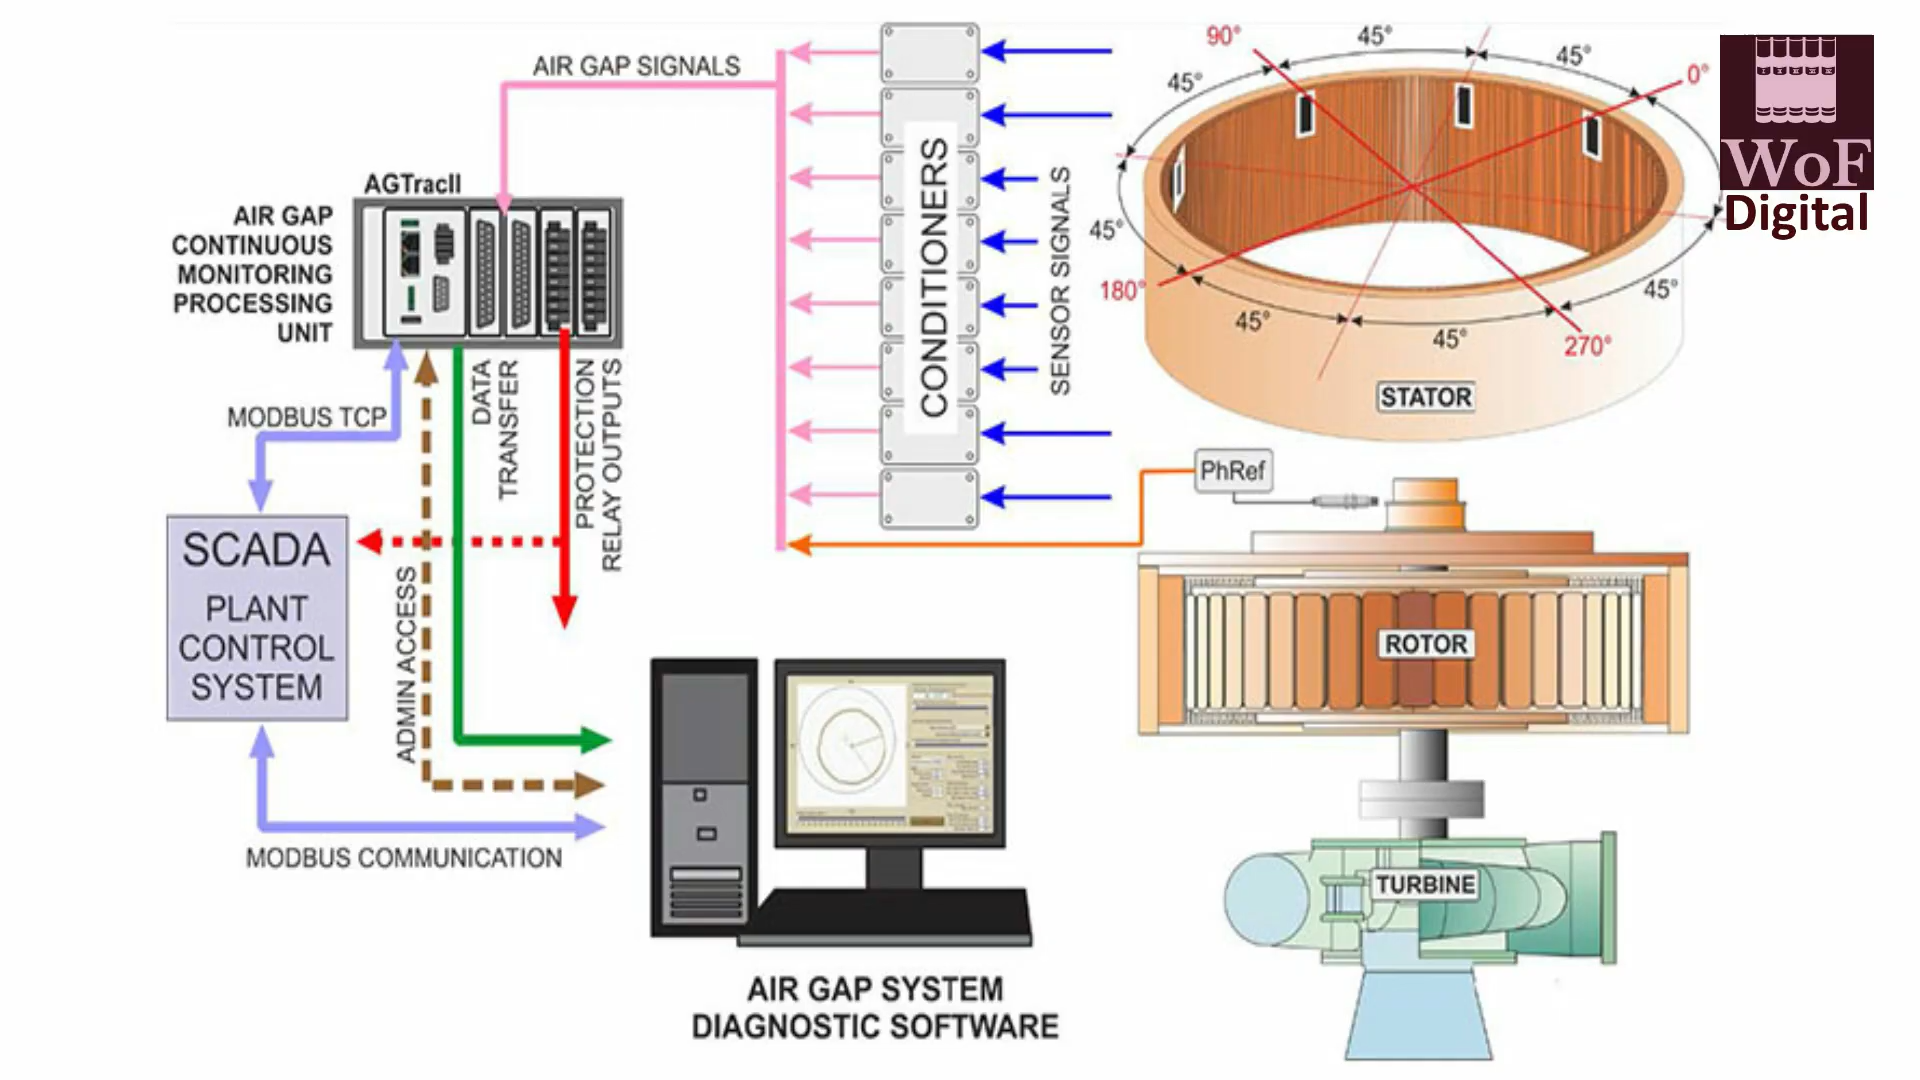 AIR GAP SIGNALS
AGTracII
AIR GAP
CONTINUOUS
MONITORING
PROCESSING
UNIT
MODBUS TCP
DATA
TRANSFER
PROTECTION
RELAY OUTPUTS
SCADA
PLANT
CONTROL
SYSTEM
ADMIN ACCESS
MODBUS COMMUNICATION
CONDITIONERS
SENSOR SIGNALS
90°
45°
45°
0°
45°
45°
180°
45°
45°
45°
270°
STATOR
PhRef
ROTOR
TURBINE
AIR GAP SYSTEM
DIAGNOSTIC SOFTWARE
WoF
Digital